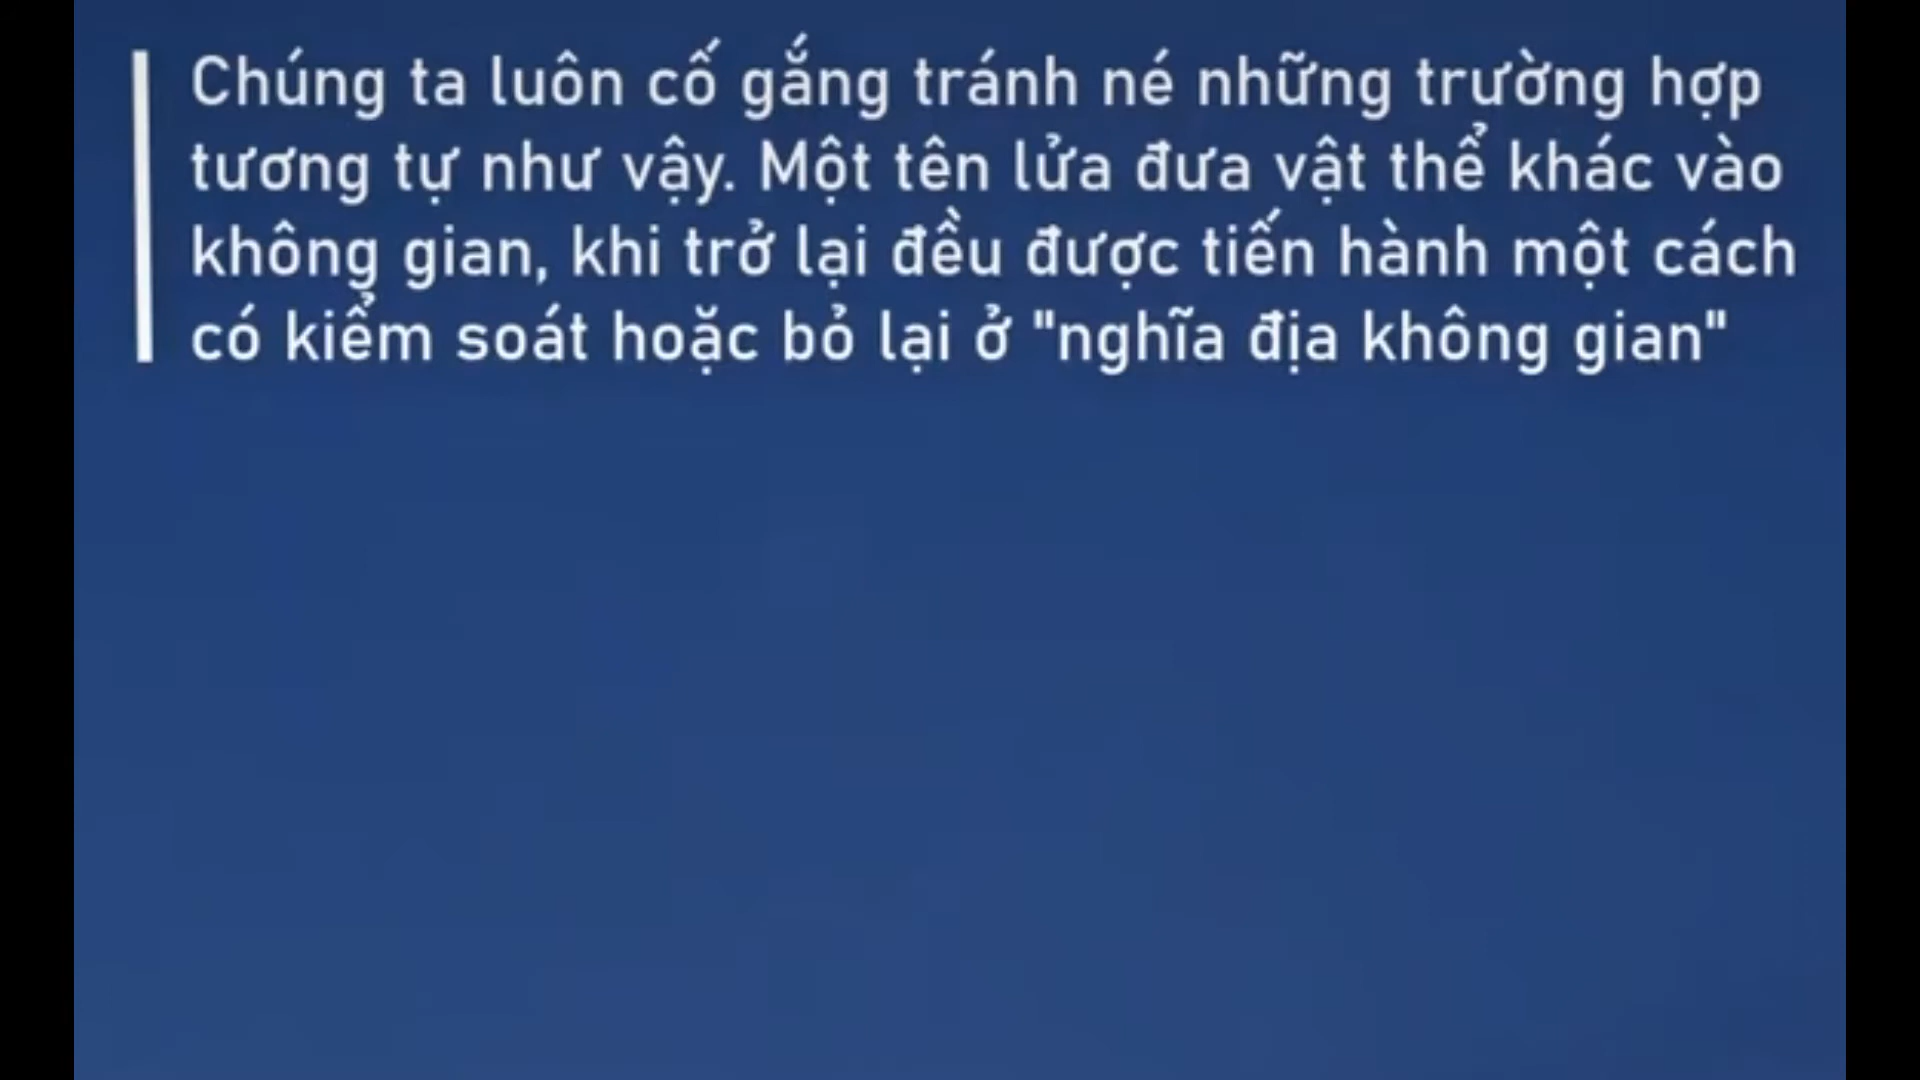 Chúng ta luôn cố gắng tránh né những trường hợp
tương tự như vậy. Một tên lửa đưa vật thể khác vào
không gian, khi trở lại đều được tiến hành một cách
có kiểm soát hoặc bỏ lại ở "nghĩa địa không gian"